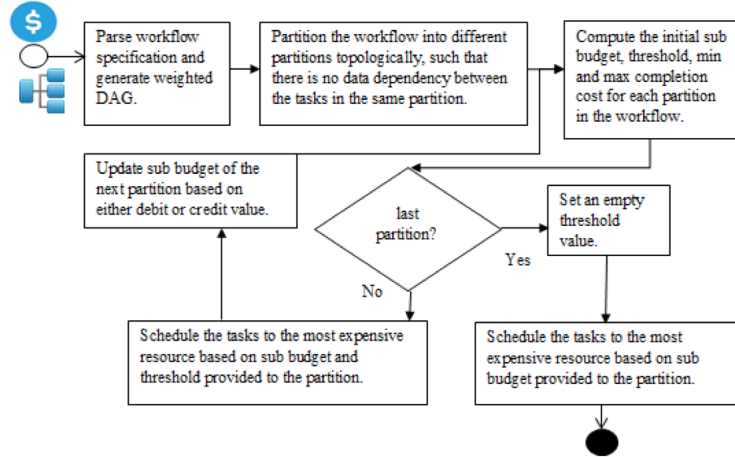 $
Parse workflow
specification and
generate weighted
DAG.
Partition the workflow into different
partitions topologically, such that
there is no data dependency between
the tasks in the same partition.
Compute the initial sub
budget, threshold, min
and max completion
cost for each partition
in the workflow.
Update sub budget of the
next partition based on
either debit or credit value.
last
partition?
Set an empty
threshold
value.
Yes
No
Schedule the tasks to the most expensive
resource based on sub budget and
threshold provided to the partition.
Schedule the tasks to the most
expensive resource based on sub
budget provided to the partition.